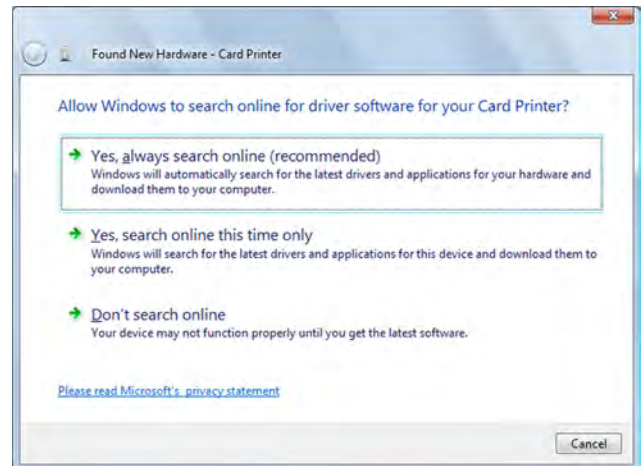 Found New Hardware - Card Printer
Allow Windows to search online for driver software for your Card Printer?
Yes, always search online (recommended)
Windows will automatically search for the latest drivers and applications for your hardware and
download them to your computer.
Yes, search online this time only
Windows will search for the latest drivers and applications for this device and download them to
your computer.
Don't search online
Your device may not function properly until you get the latest software.
Please read Microsoft's privacy statement
Cancel